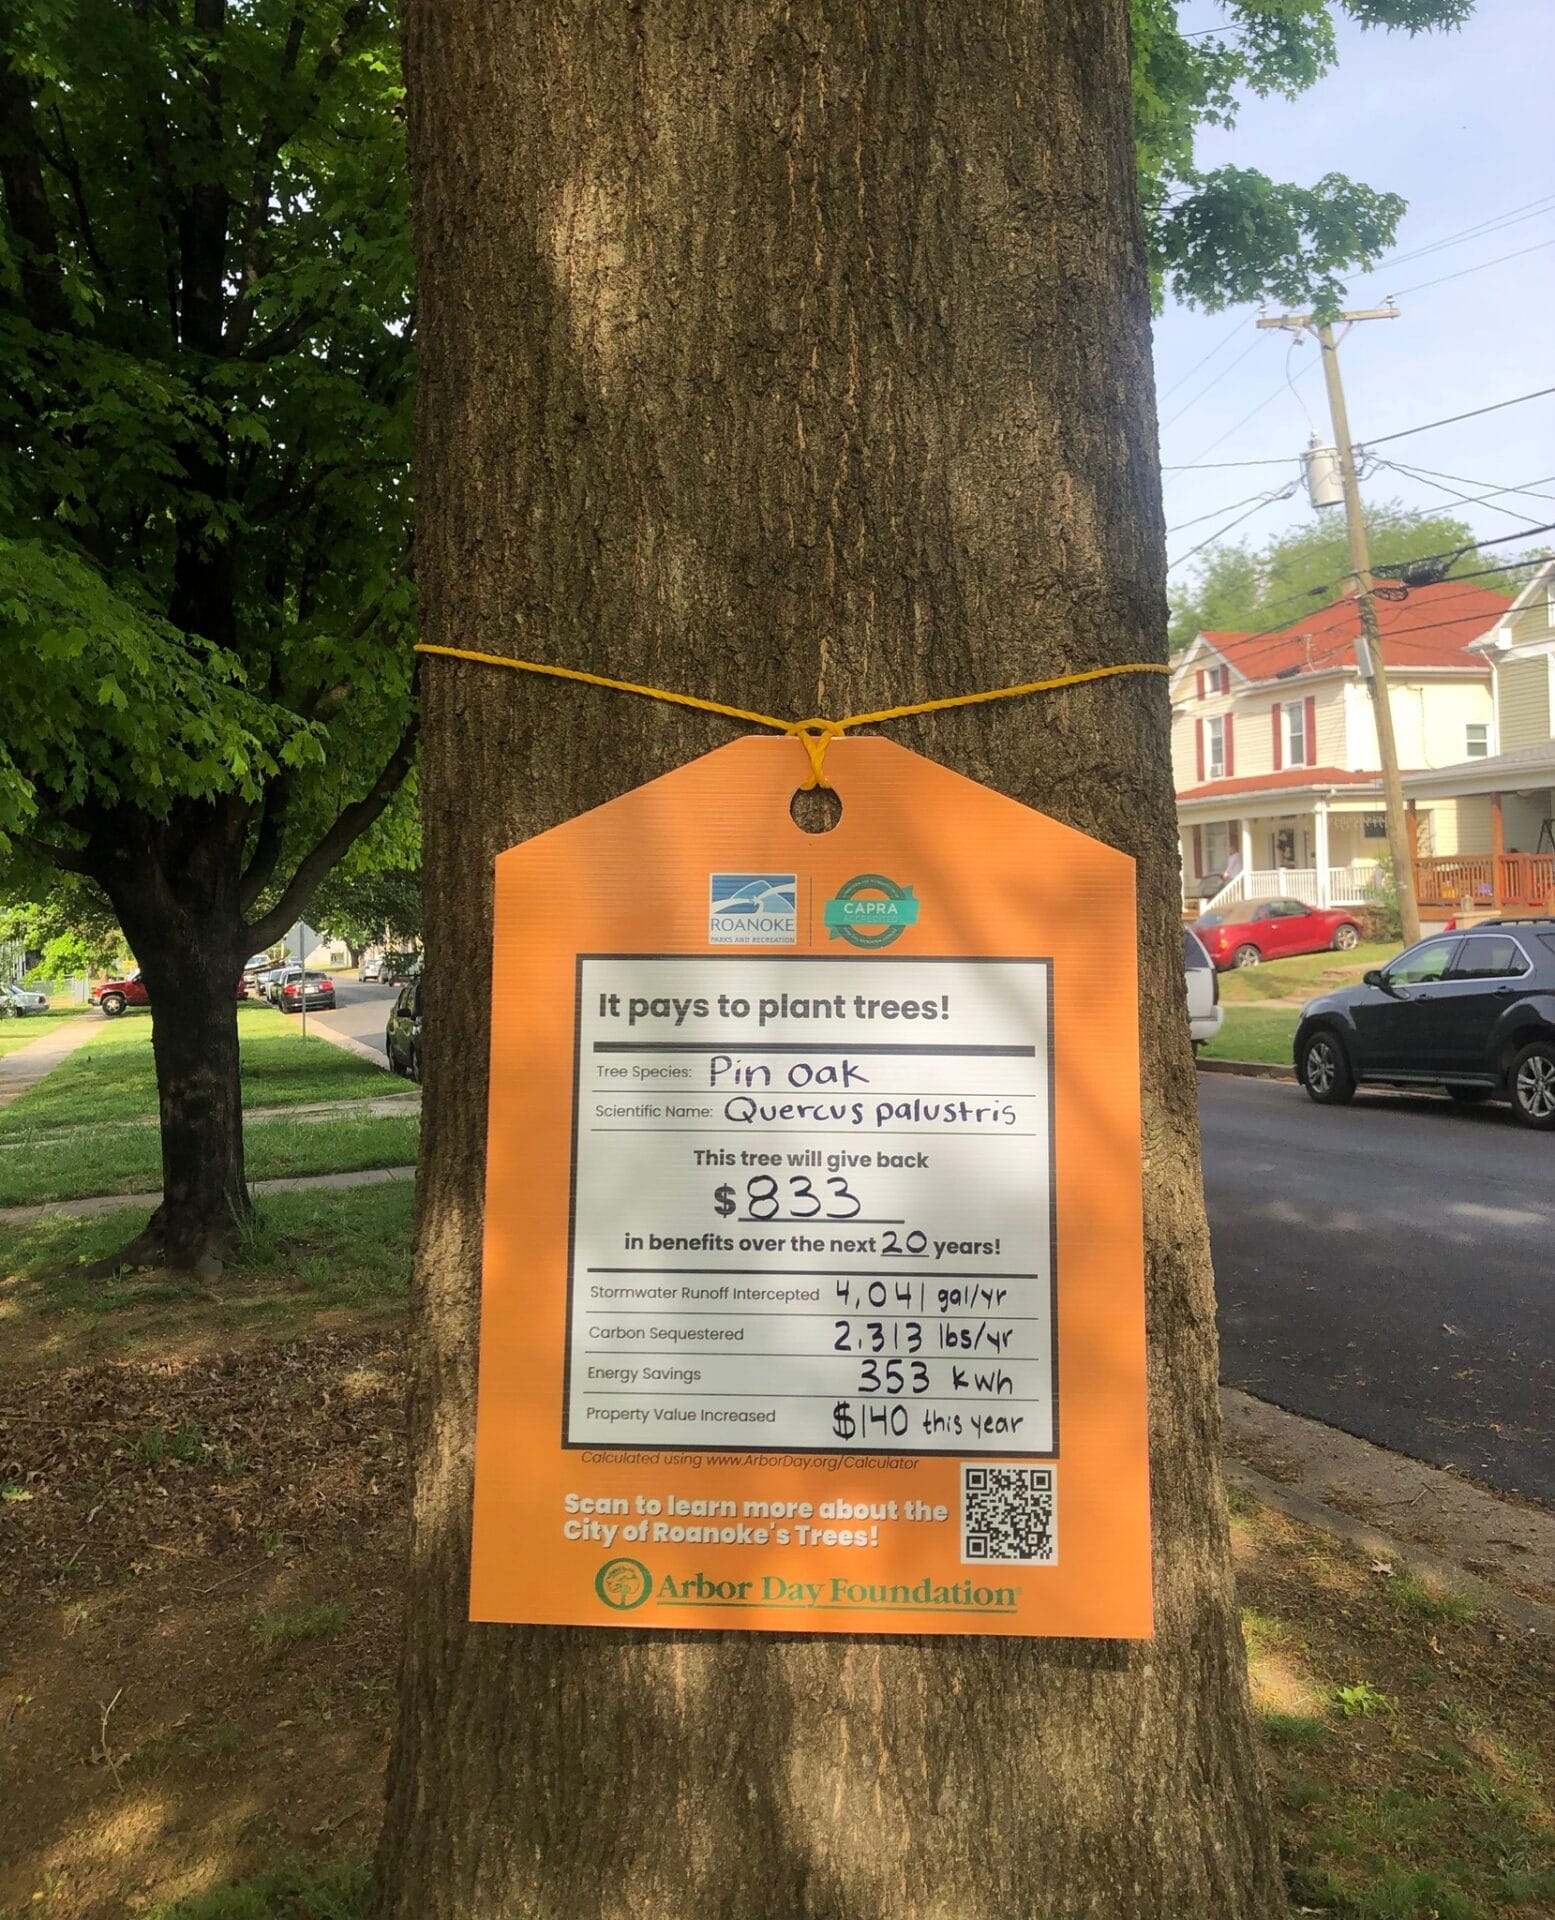 ROANOKE
PARKS AND RECREATION
CAPRA
ACCREDITED
It pays to plant trees!
Tree Species: Pin oak
Scientific Name: Quercus palustris
This tree will give back
$833
in benefits over the next 20 years!
Stormwater Runoff Intercepted 4,041 gal/yr
Carbon Sequestered 2,313 lbs/yr
Energy Savings 353 kwh
Property Value Increased $140 this year
Calculated using www.ArborDay.org/Calculator
Scan to learn more about the
City of Roanoke's Trees!
Arbor Day Foundation®